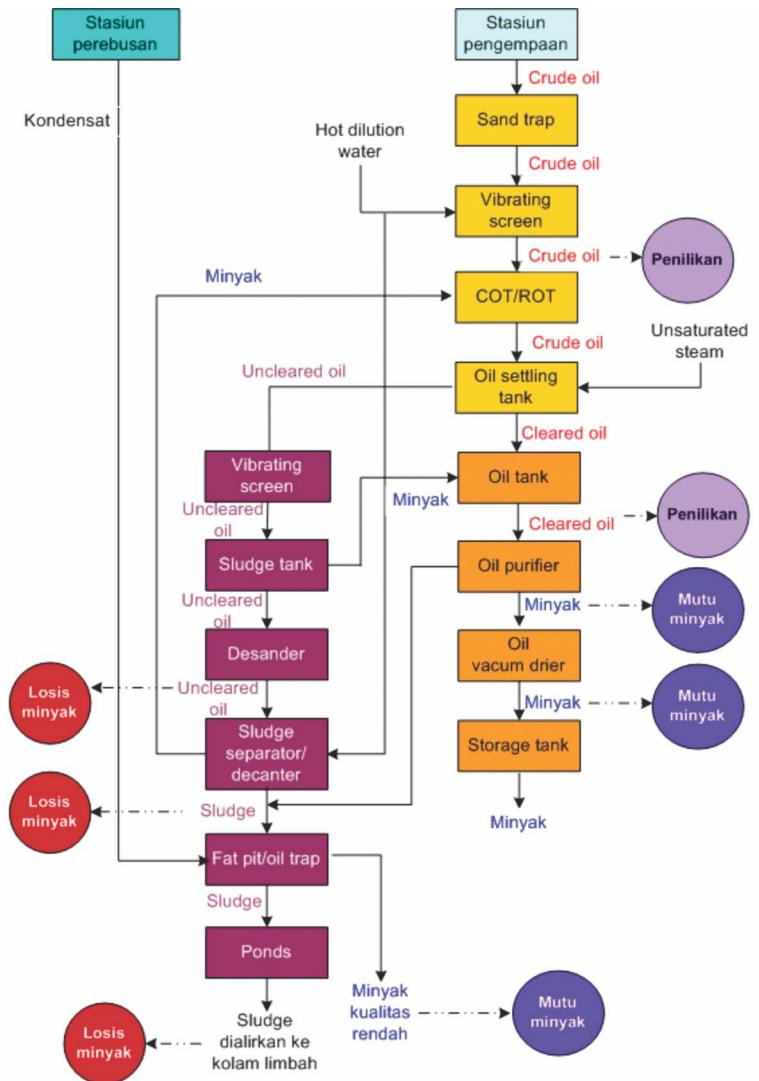 Stasiun
perebusan
Stasiun
pengempaan
Crude oil
Kondensat
Sand trap
Hot dilution
water
Crude oil
Vibrating
screen
Crude oil
Penilikan
Minyak
COT/ROT
Crude oil
Unsaturated
steam
Uncleared oil
Oil settling
tank
Cleared oil
Vibrating
screen
Oil tank
Minyak
Uncleared
oil
Cleared oil
Penilikan
Sludge tank
Oil purifier
Uncleared
oil
Minyak
Mutu
minyak
Desander
Oil
vacum drier
Losis
minyak
Uncleared
oil
Minyak
Mutu
minyak
Sludge
separator/
decanter
Storage tank
Losis
minyak
Sludge
Minyak
Fat pit/oil trap
Sludge
Ponds
Minyak
kualitas
rendah
Mutu
minyak
Losis
minyak
Sludge
dialirkan ke
kolam limbah